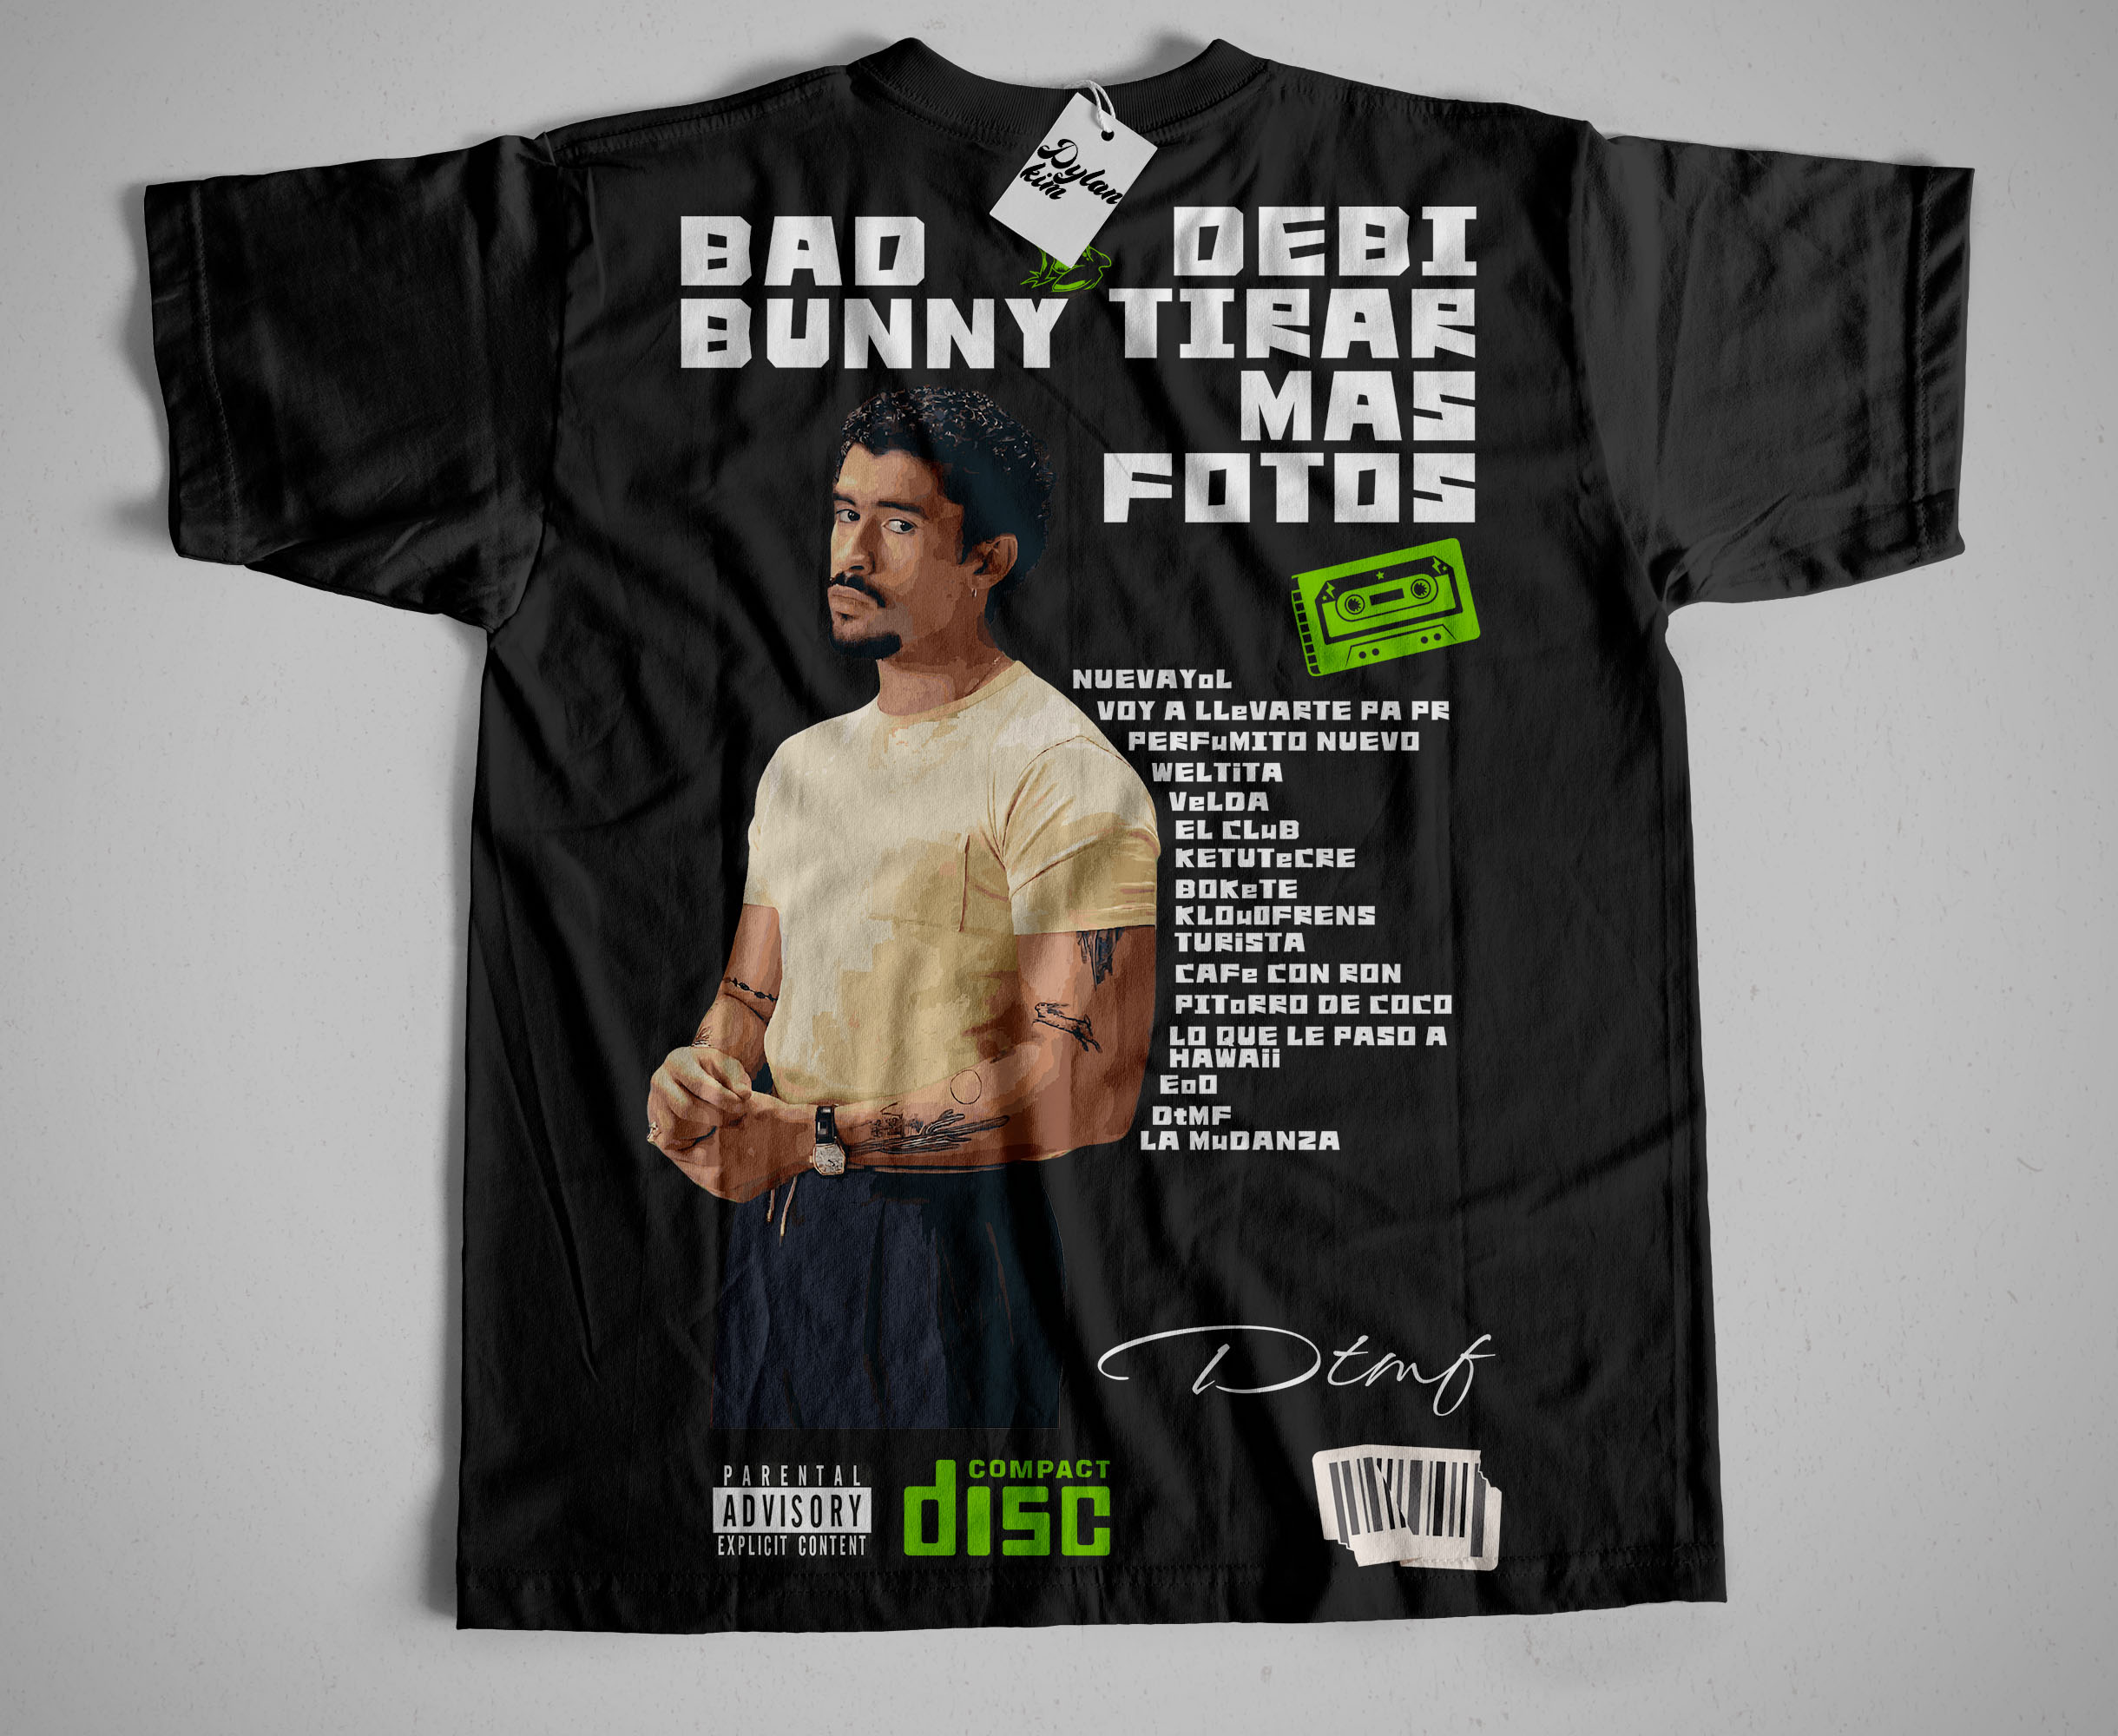 Dylan
kim
BAD
BUNNY
DEBI
TIRAR
MAS
FOTOS
NUEVAYoL
VOY A LLeVARTE PA PR
PERFuMITO NUEVO
WELTiTA
VeLDA
EL CLuB
KETUTeCRE
BOKeTE
KLOuOFRENS
TURiSTA
CAFe CON RON
PIToRRO DE COCO
LO QUE LE PASO A
HAWAii
EoO
DtMF
LA MuDANZA
Dtmf
PARENTAL
ADVISORY
EXPLICIT CONTENT
COMPACT
disc